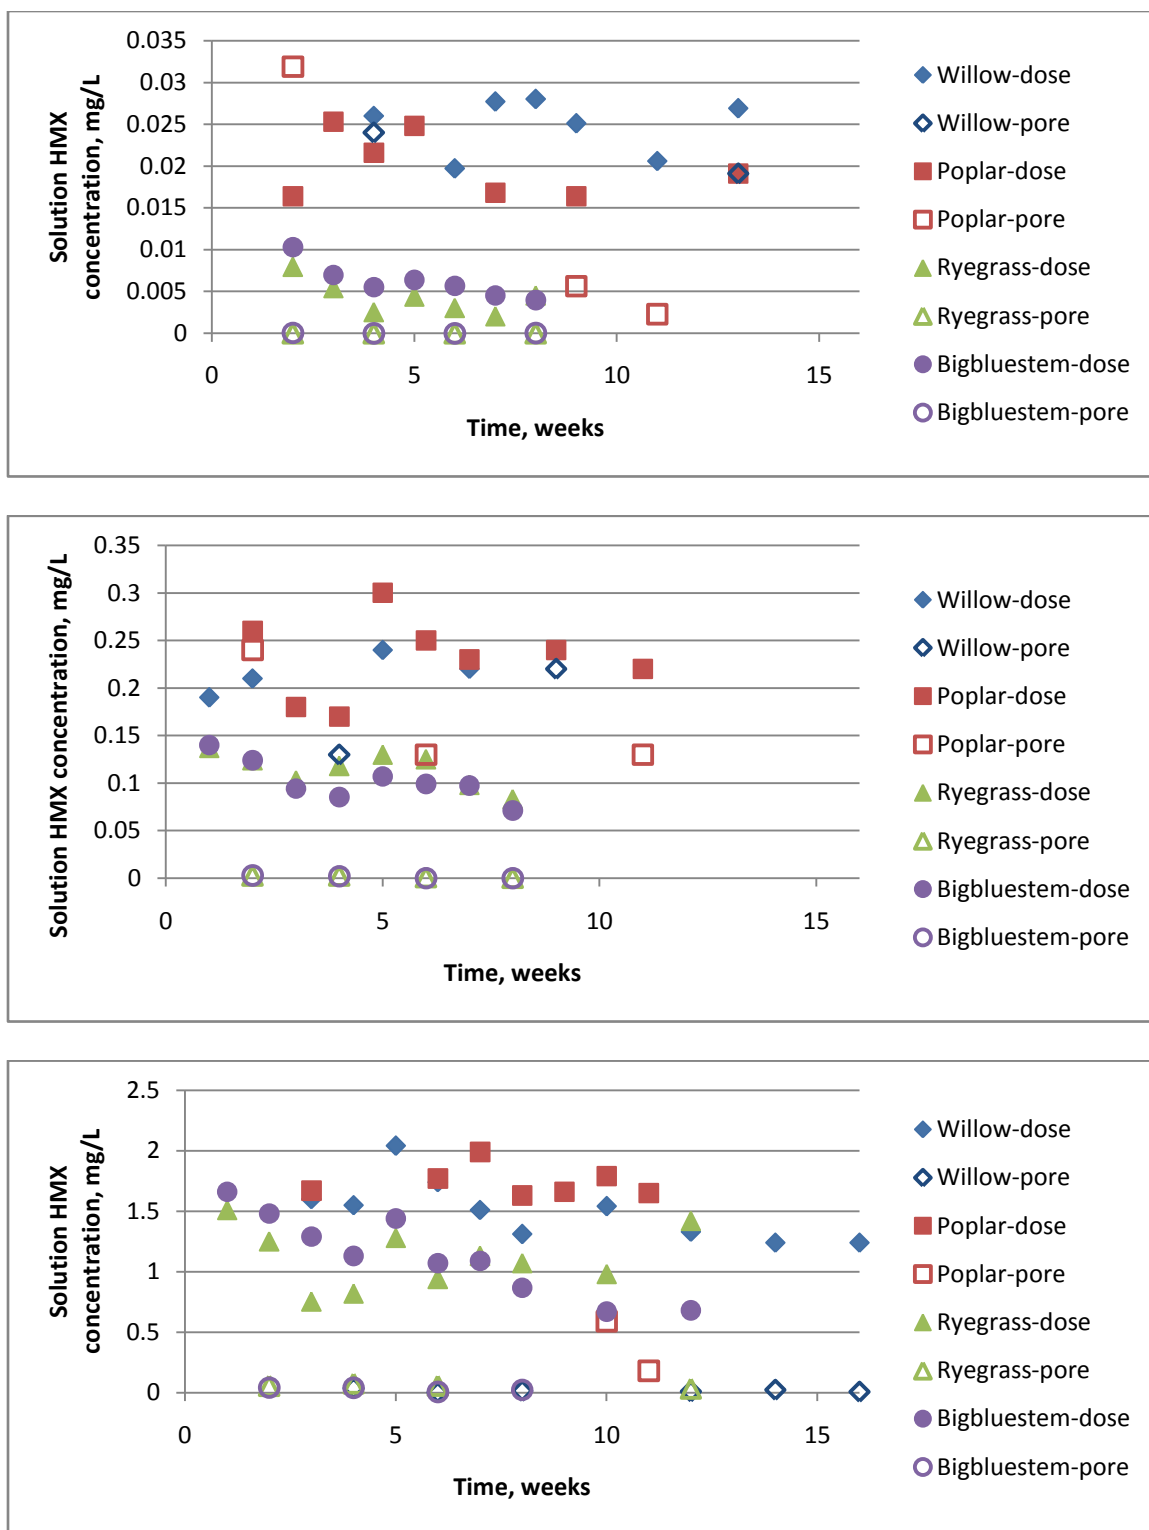 Solution HMX
concentration, mg/L
0.035
0.03
0.025
0.02
0.015
0.01
0.005
0
0 5 10 15
Time, weeks
Willow-dose
Willow-pore
Poplar-dose
Poplar-pore
Ryegrass-dose
Ryegrass-pore
Bigbluestem-dose
Bigbluestem-pore
Solution HMX concentration, mg/L
0.35
0.3
0.25
0.2
0.15
0.1
0.05
0
0 5 10 15
Time, weeks
Willow-dose
Willow-pore
Poplar-dose
Poplar-pore
Ryegrass-dose
Ryegrass-pore
Bigbluestem-dose
Bigbluestem-pore
Solution HMX
concentration, mg/L
2.5
2
1.5
1
0.5
0
0 5 10 15
Time, weeks
Willow-dose
Willow-pore
Poplar-dose
Poplar-pore
Ryegrass-dose
Ryegrass-pore
Bigbluestem-dose
Bigbluestem-pore